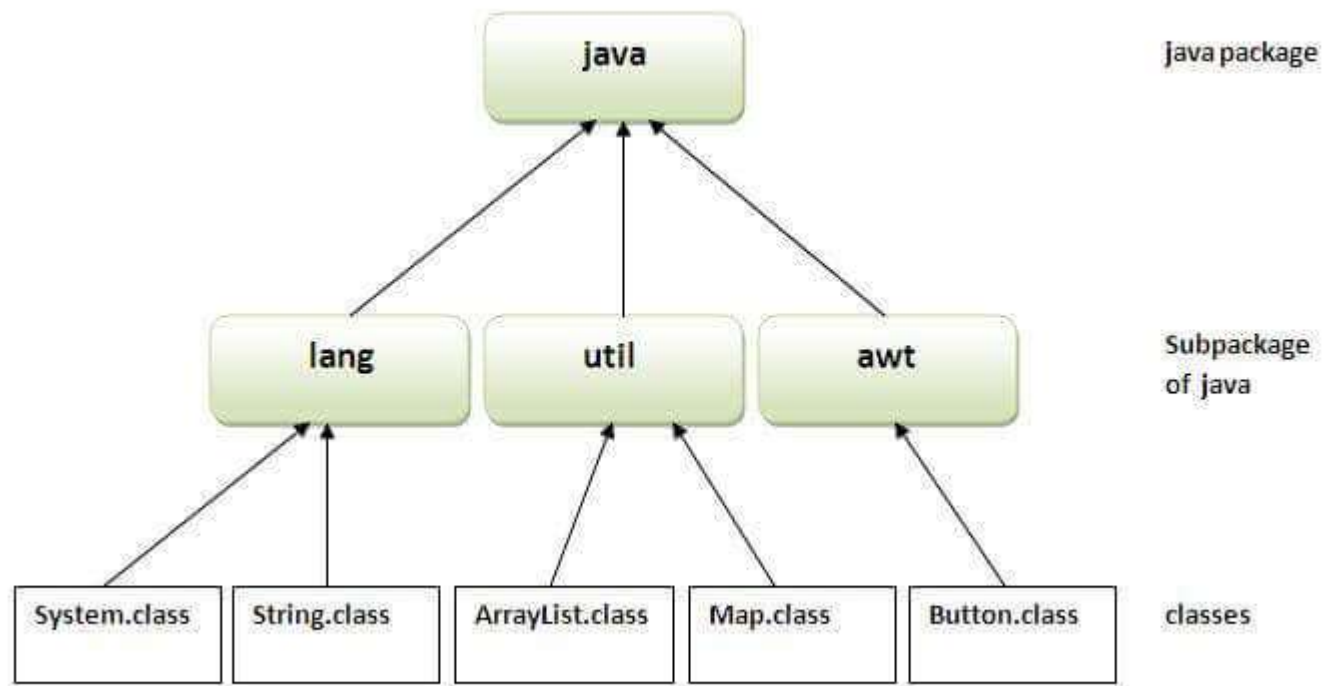 java
java package
lang
util
awt
Subpackage
of java
System.class
String.class
ArrayList.class
Map.class
Button.class
classes